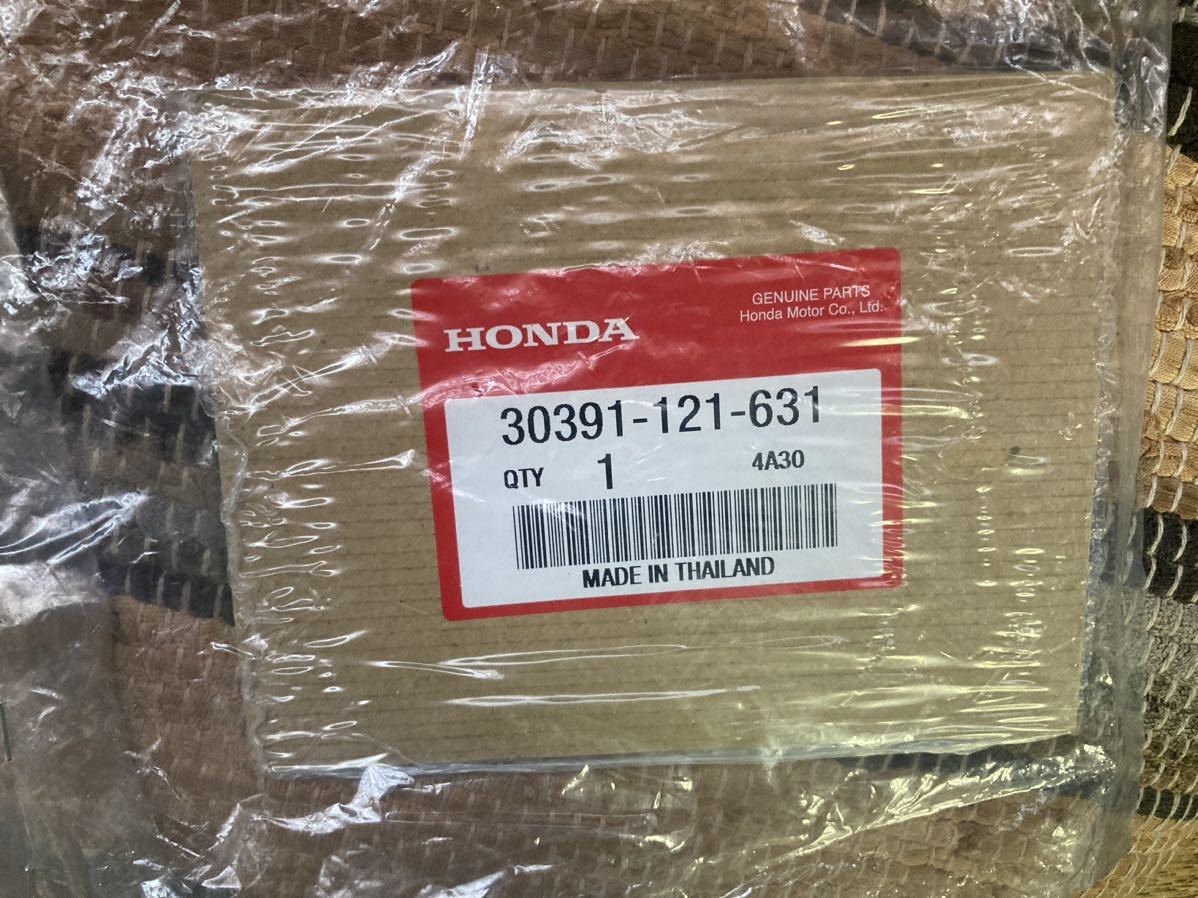 GENUINE PARTS
HONDA Honda Motor Co., Ltd.
30391-121-631
QTY 1 4A30
MADE IN THAILAND